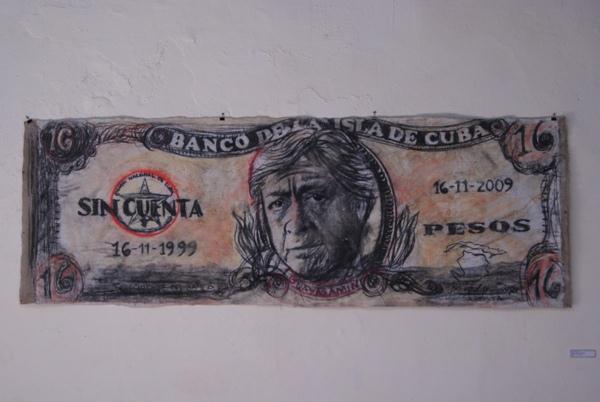 16
BANCO DE LA ISLA DE CUBA
16
SIN CUENTA
16-11-1999
16-11-2009
PESOS
16
16